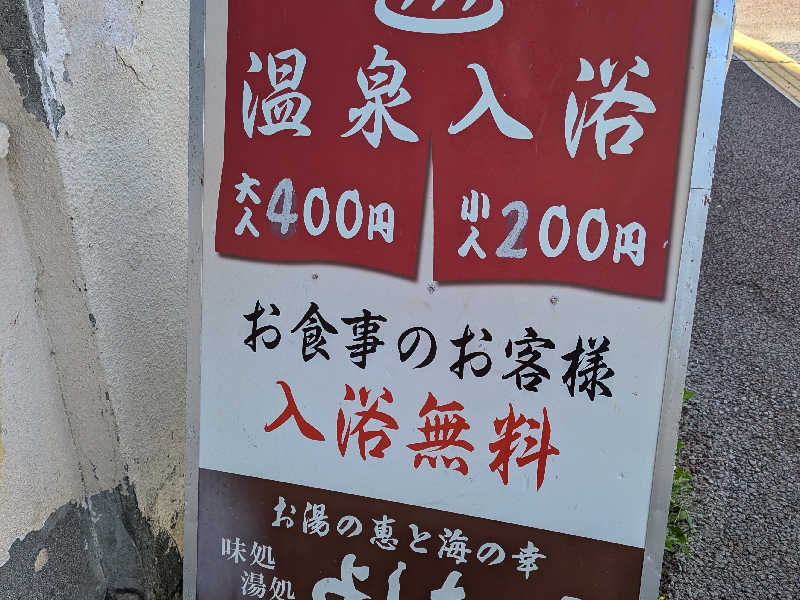 温泉入浴
大人400円 小人200円
お食事のお客様
入浴無料
お湯の恵と海の幸
味処
湯処